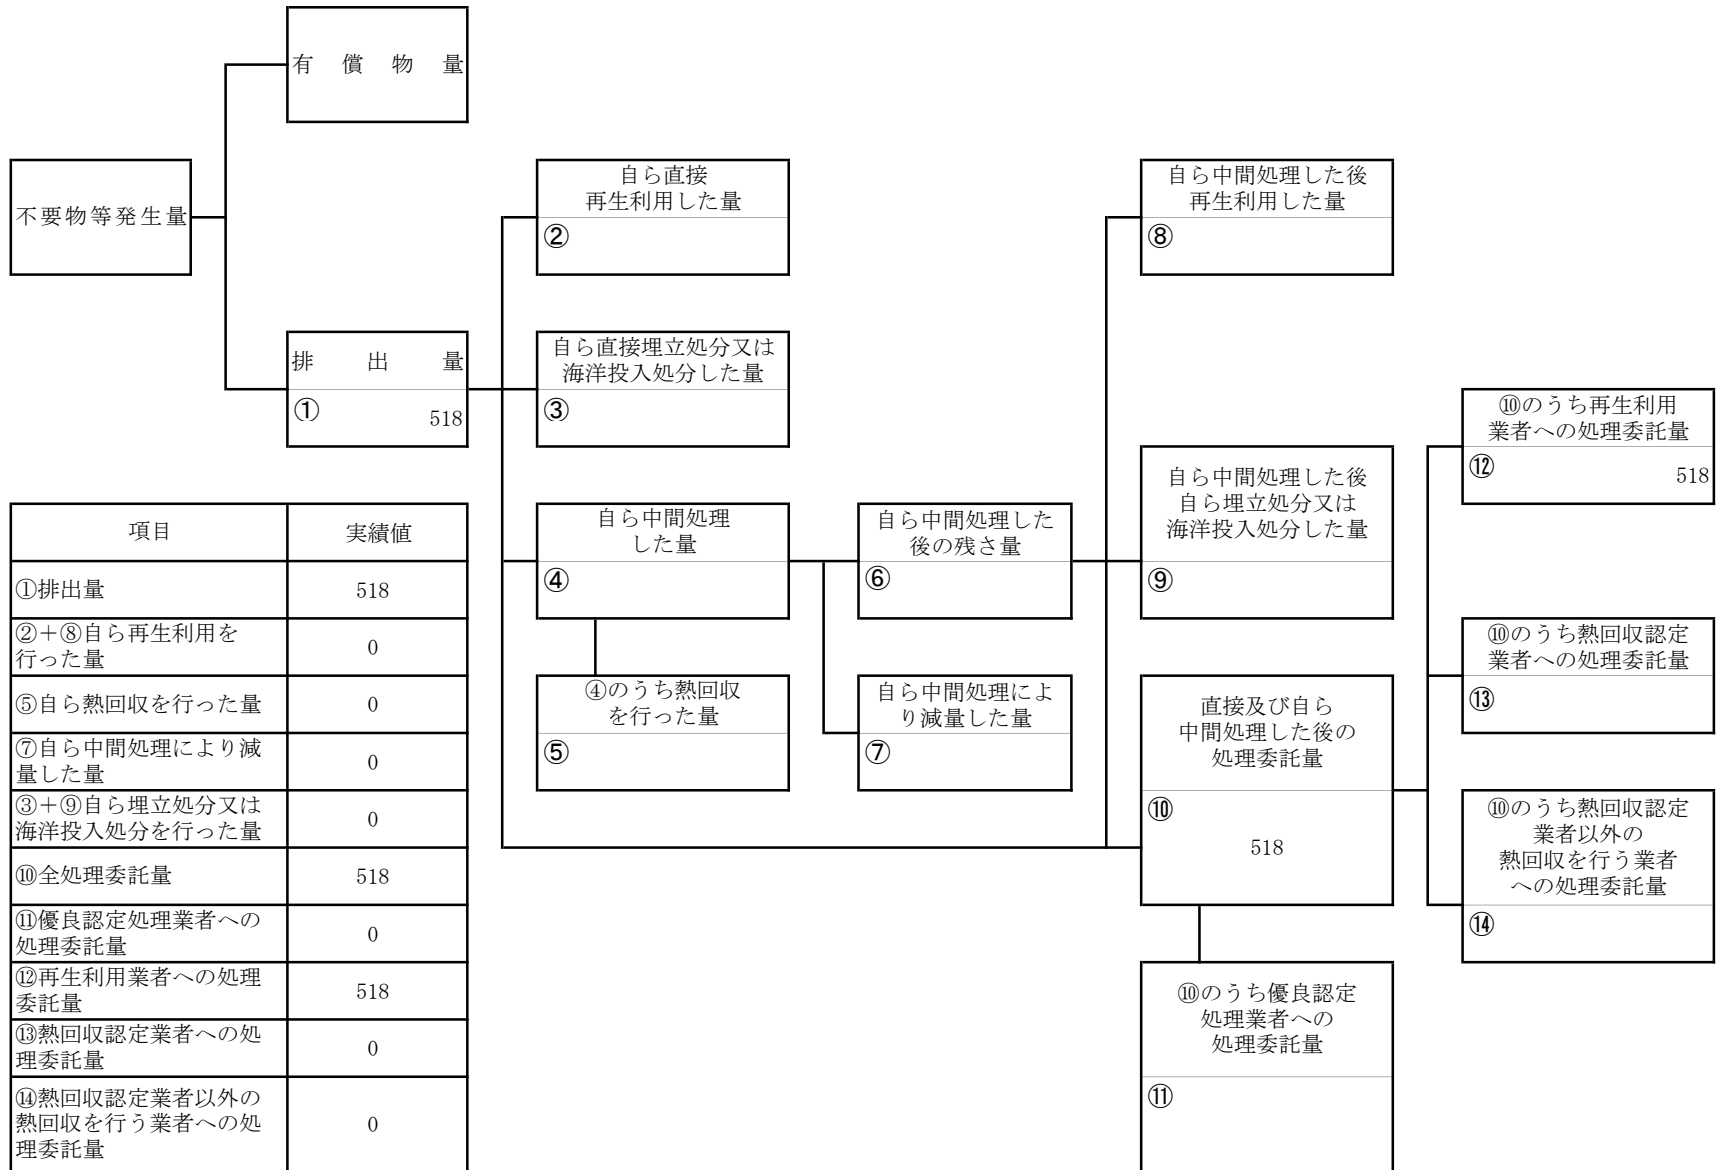 有償物量
不要物等発生量
排出量
①
518
自ら直接
再生利用した量
②
自ら直接埋立処分又は
海洋投入処分した量
③
自ら中間処理
した量
④
④のうち熱回収
を行った量
⑤
自ら中間処理した
後の残さ量
⑥
自ら中間処理によ
り減量した量
⑦
自ら中間処理した後
再生利用した量
⑧
自ら中間処理した後
自ら埋立処分又は
海洋投入処分した量
⑨
直接及び自ら
中間処理した後の
処理委託量
⑩
518
⑩のうち優良認定
処理業者への
処理委託量
⑪
⑩のうち再生利用
業者への処理委託量
⑫
518
⑩のうち熱回収認定
業者への処理委託量
⑬
⑩のうち熱回収認定
業者以外の
熱回収を行う業者
への処理委託量
⑭
項目 実績値
①排出量 518
②＋⑧自ら再生利用を
行った量
0
⑤自ら熱回収を行った量 0
⑦自ら中間処理により減
量した量
0
③＋⑨自ら埋立処分又は
海洋投入処分を行った量
0
⑩全処理委託量 518
⑪優良認定処理業者への
処理委託量
0
⑫再生利用業者への処理
委託量
518
⑬熱回収認定業者への処
理委託量
0
⑭熱回収認定業者以外の
熱回収を行う業者への処
理委託量
0